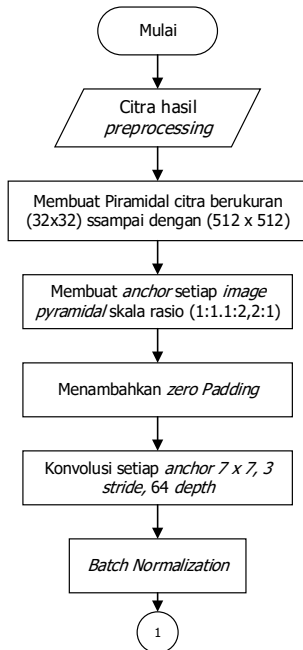 Mulai
Citra hasil
preprocessing
Membuat Piramidal citra berukuran
(32x32) ssampai dengan (512 x 512)
Membuat anchor setiap image
pyramidal skala rasio (1:1.1:2,2:1)
Menambahkan zero Padding
Konvolusi setiap anchor 7 x 7, 3
stride, 64 depth
Batch Normalization
1